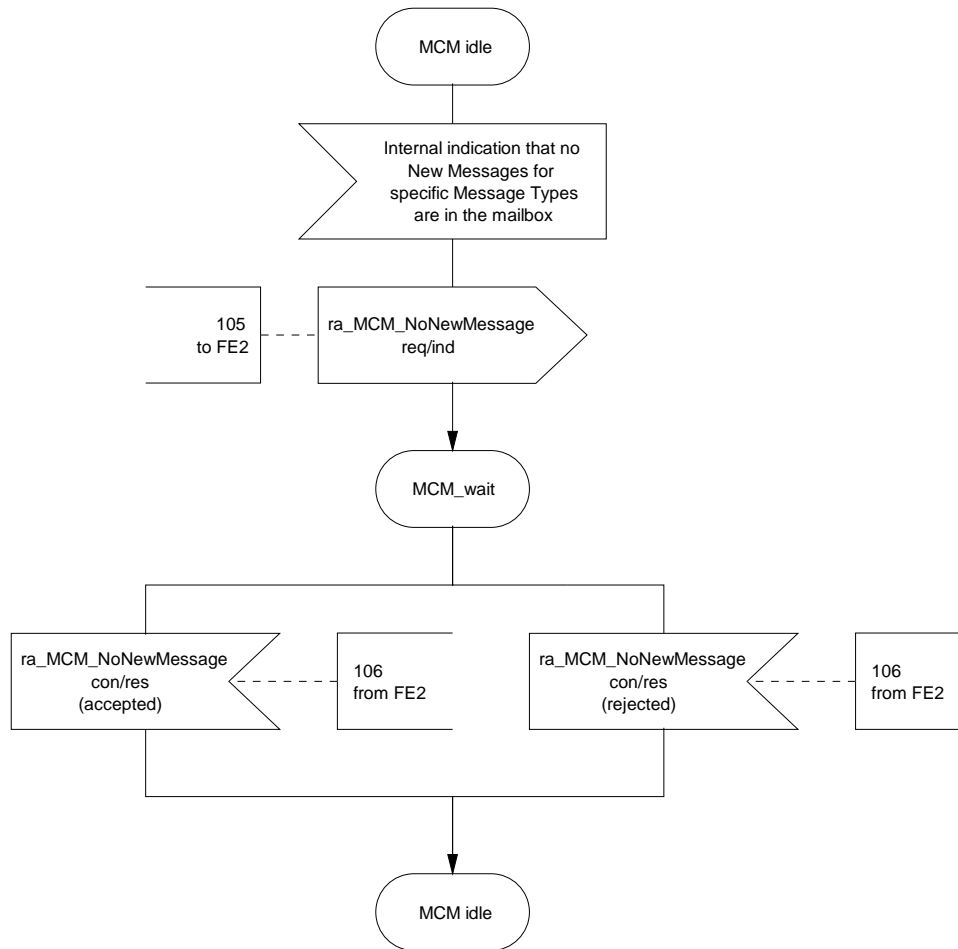 MCM idle
Internal indication that no
New Messages for
specific Message Types
are in the mailbox
105
to FE2
ra_MCM_NoNewMessage
req/ind
MCM_wait
ra_MCM_NoNewMessage
con/res
(accepted)
106
from FE2
ra_MCM_NoNewMessage
con/res
(rejected)
106
from FE2
MCM idle